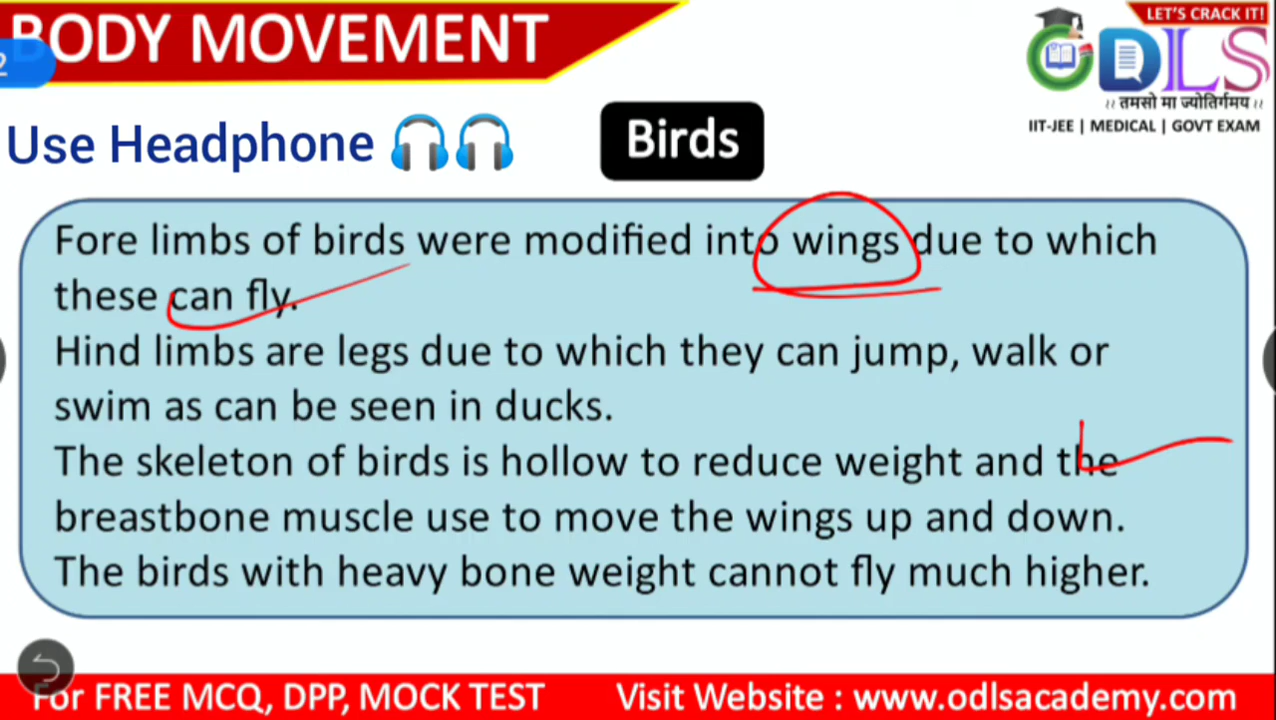 BODY MOVEMENT
LET'S CRACK IT!
ODLS
।। तमसो मा ज्योतिर्गमय ।।
IIT-JEE | MEDICAL | GOVT EXAM
2
Use Headphone 🎧🎧
Birds
For limbs of birds were modified into wings due to which
these can fly.
Hind limbs are legs due to which they can jump, walk or
swim as can be seen in ducks.
The skeleton of birds is hollow to reduce weight and the
breastbone muscle use to move the wings up and down.
The birds with heavy bone weight cannot fly much higher.
For FREE MCQ, DPP, MOCK TEST Visit Website : www.odlsacademy.com